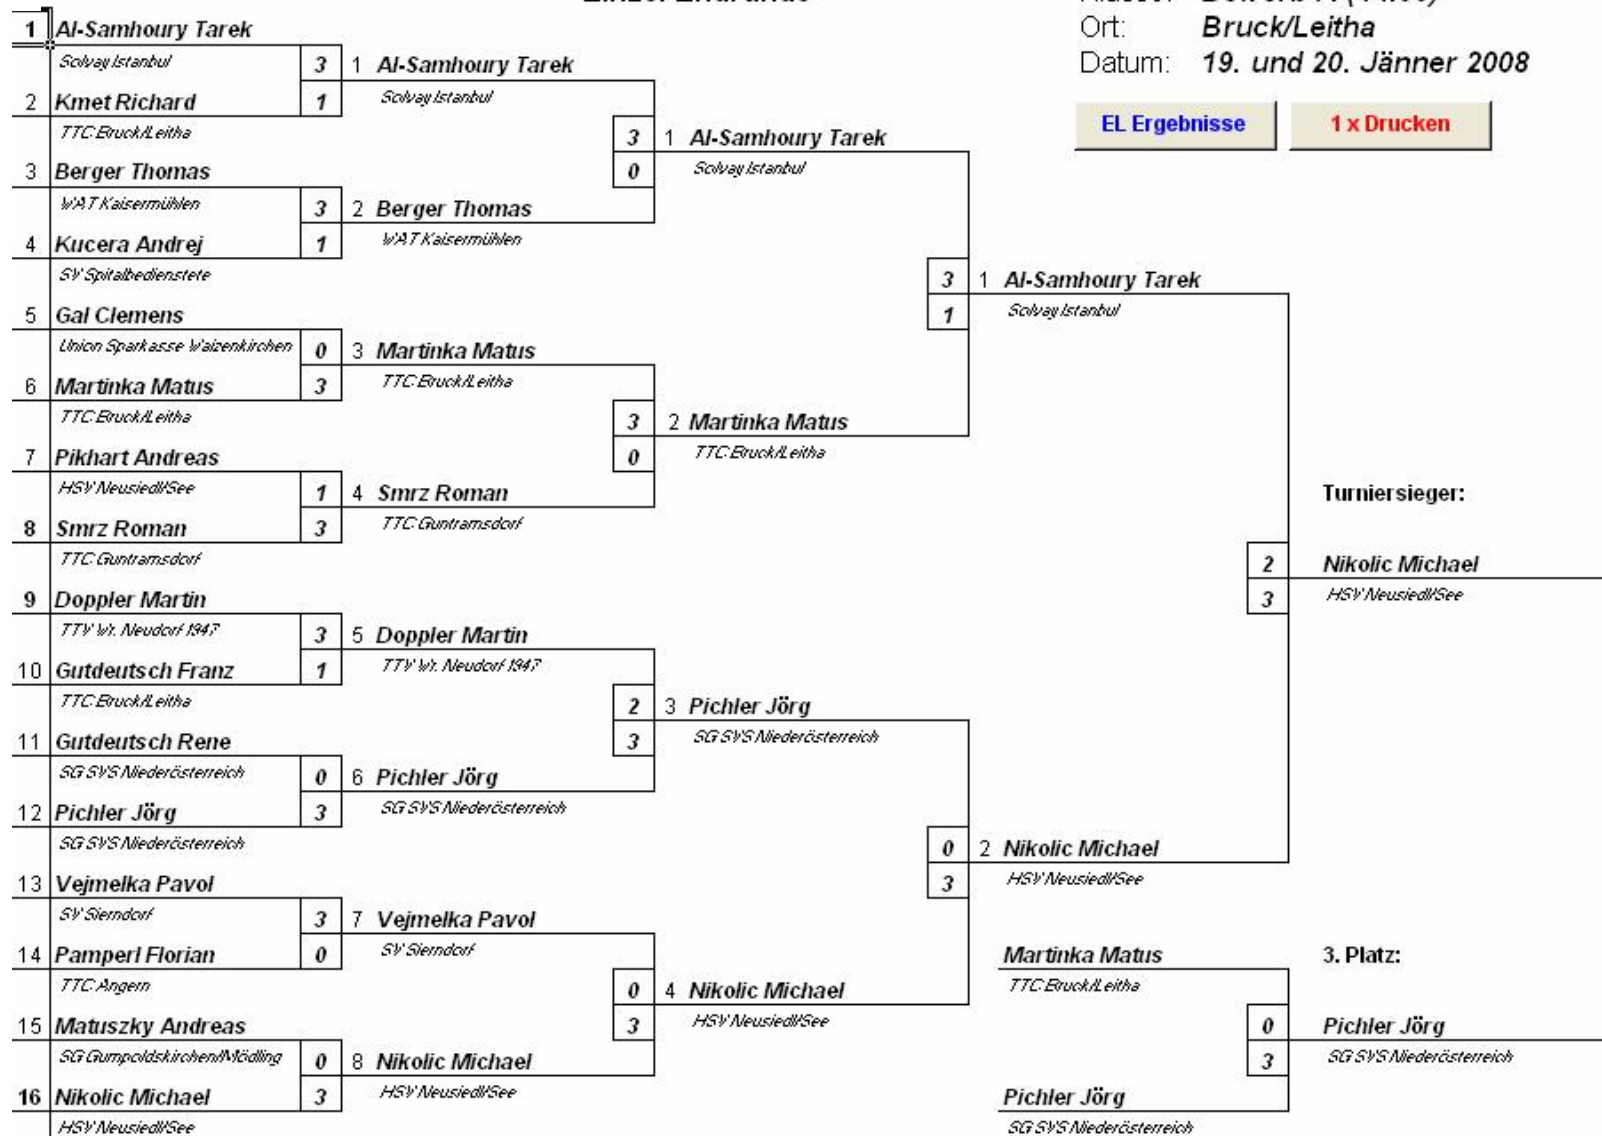 Ort: Bruck/Leitha
Datum: 19. und 20. Jänner 2008
EL Ergebnisse 1 x Drucken
1 Al-Samhoury Tarek
Solvay Istanbul
3
1
2 Kmet Richard
TTC Bruck/Leitha
3 Berger Thomas
WAT Kaisermühlen
3
1
4 Kucera Andrej
SV Spitalbedienstete
5 Gal Clemens
Union Sparkasse Waizenkirchen
0
3
6 Martinka Matus
TTC Bruck/Leitha
7 Pikhart Andreas
HSV Neusiedl/See
1
3
8 Smrz Roman
TTC Guntramsdorf
9 Doppler Martin
TTV Wr. Neudorf 1947
3
1
10 Gutdeutsch Franz
TTC Bruck/Leitha
11 Gutdeutsch Rene
SG SVS Niederösterreich
0
3
12 Pichler Jörg
SG SVS Niederösterreich
13 Vejmelka Pavol
SV Sierndorf
3
0
14 Pamperl Florian
TTC Angern
15 Matuszky Andreas
SG Gumpoldskirchen/Mödling
0
3
16 Nikolic Michael
HSV Neusiedl/See
1 Al-Samhoury Tarek
Solvay Istanbul
3
0
2 Berger Thomas
WAT Kaisermühlen
3 Martinka Matus
TTC Bruck/Leitha
3
0
4 Smrz Roman
TTC Guntramsdorf
5 Doppler Martin
TTV Wr. Neudorf 1947
2
3
6 Pichler Jörg
SG SVS Niederösterreich
7 Vejmelka Pavol
SV Sierndorf
0
3
8 Nikolic Michael
HSV Neusiedl/See
1 Al-Samhoury Tarek
Solvay Istanbul
3
1
2 Martinka Matus
TTC Bruck/Leitha
3 Pichler Jörg
SG SVS Niederösterreich
0
3
4 Nikolic Michael
HSV Neusiedl/See
1 Al-Samhoury Tarek
Solvay Istanbul
2
3
2 Nikolic Michael
HSV Neusiedl/See
Turniersieger:
Nikolic Michael
HSV Neusiedl/See
Martinka Matus
TTC Bruck/Leitha
0
3
Pichler Jörg
SG SVS Niederösterreich
3. Platz:
Pichler Jörg
SG SVS Niederösterreich